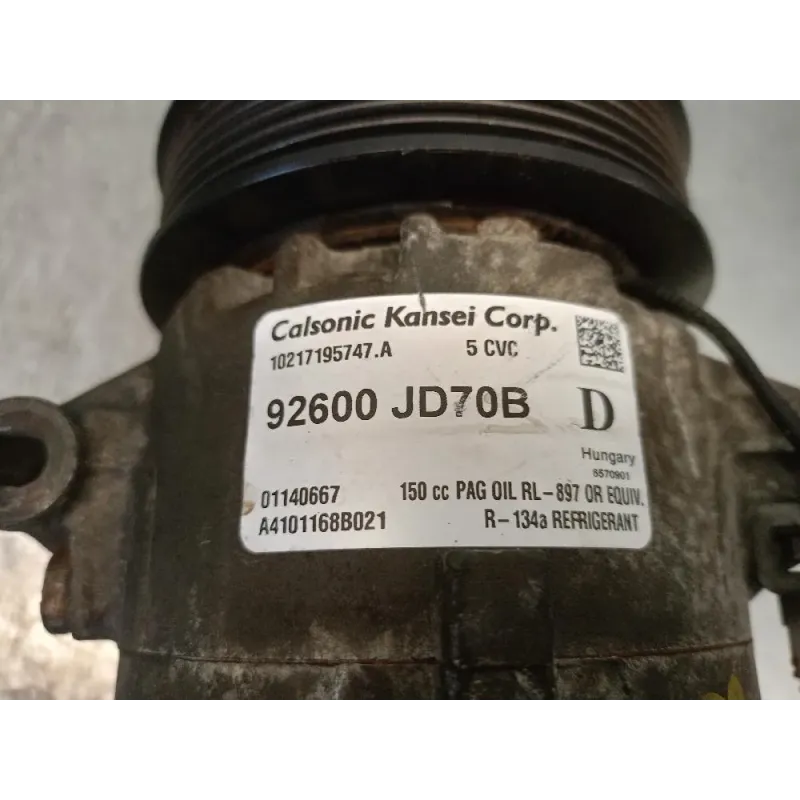 Calsonic Kansei Corp.
10217195747.A 5 CVC
92600 JD70B D
Hungary
5570901
01140667 150 cc PAG OIL RL-897 OR EQUIV.
A4101168B021 R-134a REFRIGERANT